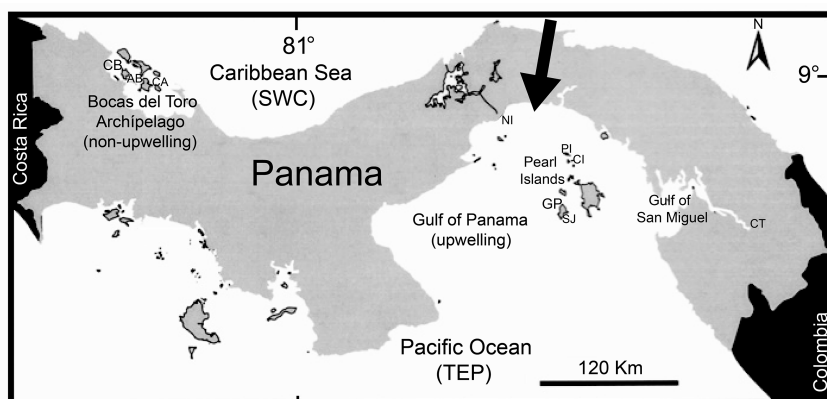 81°
N
9°
Caribbean Sea
(SWC)
CB
AB
CA
Bocas del Toro
Archípelago
(non-upwelling)
Costa Rica
Panama
NI
PI
CI
Pearl
Islands
GP
SJ
Gulf of Panama
(upwelling)
Gulf of
San Miguel
CT
Pacific Ocean
(TEP)
120 Km
Colombia